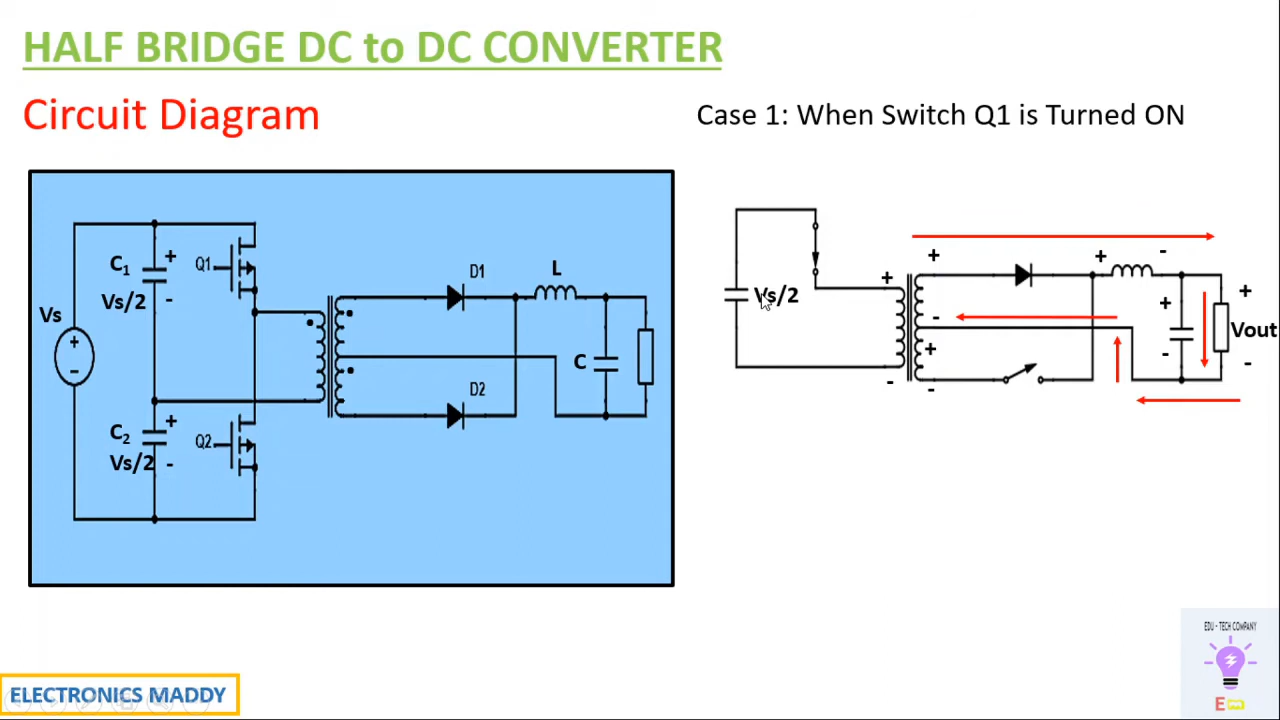 HALF BRIDGE DC to DC CONVERTER
Circuit Diagram
Case 1: When Switch Q1 is Turned ON
Vs
+
-
C1
+
Vs/2
-
Q1
C2
+
Vs/2
-
Q2
D1
L
C
D2
Vs/2
+
-
+
-
+
-
+
-
+
-
+
Vout
-
ELECTRONICS MADDY
EDU - TECH COMPANY
Em